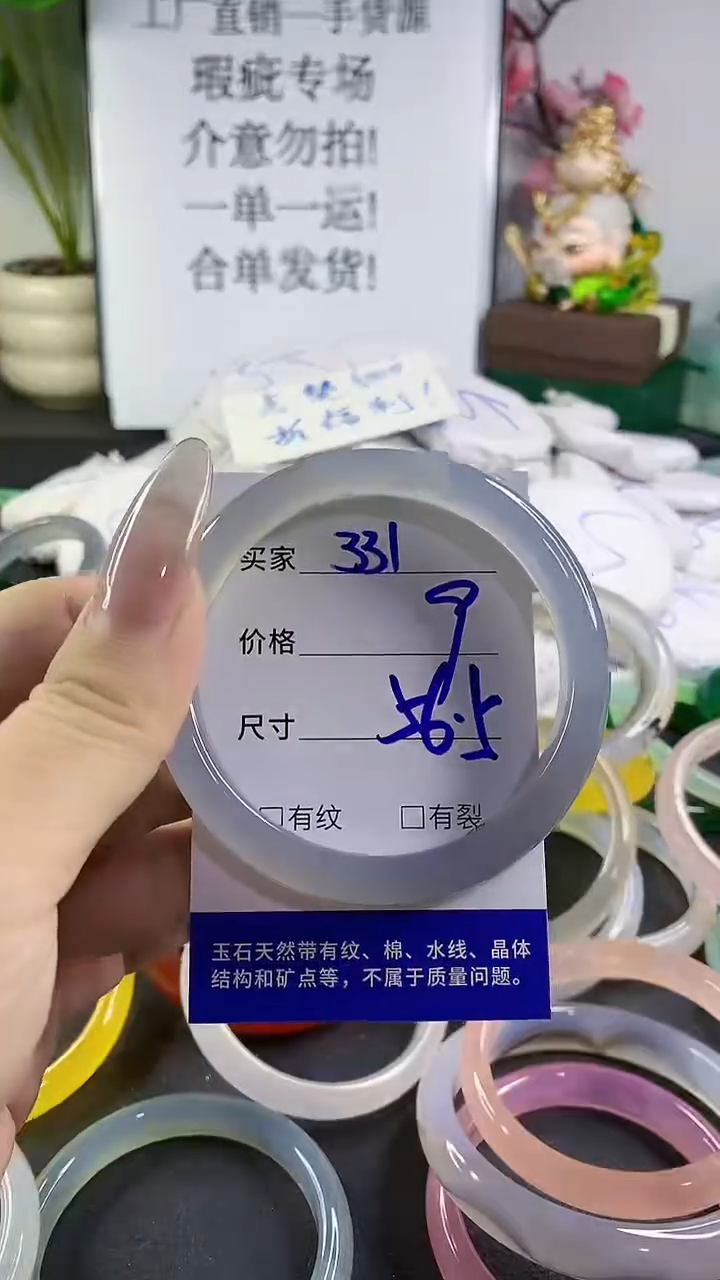 工厂直销一手货源
瑕疵专场
介意勿拍!
一单一运!
合单发货!
买家 331
价格 9
尺寸 56.5
□有纹 □有裂
玉石天然带有纹、棉、水线、晶体
结构和矿点等，不属于质量问题。